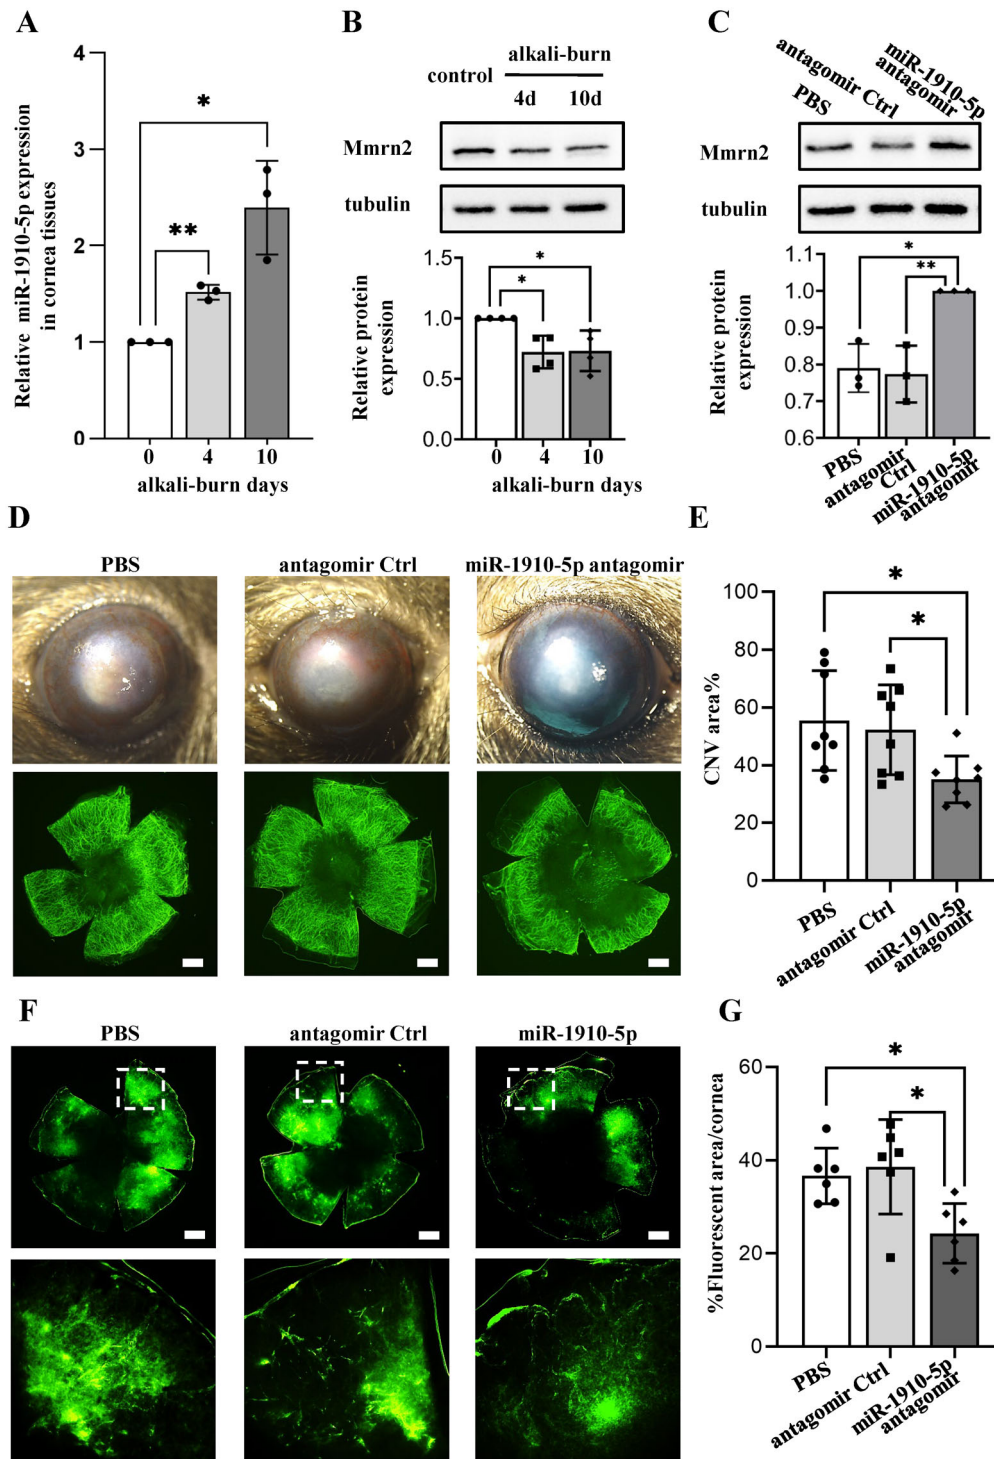 A
Relative miR-1910-5p expression
in cornea tissues
4
3
2
1
0
*
**
0
4
10
alkali-burn days
B
alkali-burn
control
4d
10d
Mmrn2
tubulin
Relative protein
expression
1.5
1.0
0.5
0.0
*
*
0
4
10
alkali-burn days
C
PBS
antagomir Ctrl
miR-1910-5p
antagomir
Mmrn2
tubulin
Relative protein
expression
1.1
1.0
0.9
0.8
0.7
0.6
*
**
PBS
antagomir
Ctrl
miR-1910-5p
antagomir
D
PBS
antagomir Ctrl
miR-1910-5p antagomir
E
CNV area%
100
80
60
40
20
0
*
*
PBS
antagomir Ctrl
miR-1910-5p
antagomir
F
PBS
antagomir Ctrl
miR-1910-5p
G
%Fluorescent area/cornea
60
40
20
0
*
*
PBS
antagomir Ctrl
miR-1910-5p
antagomir